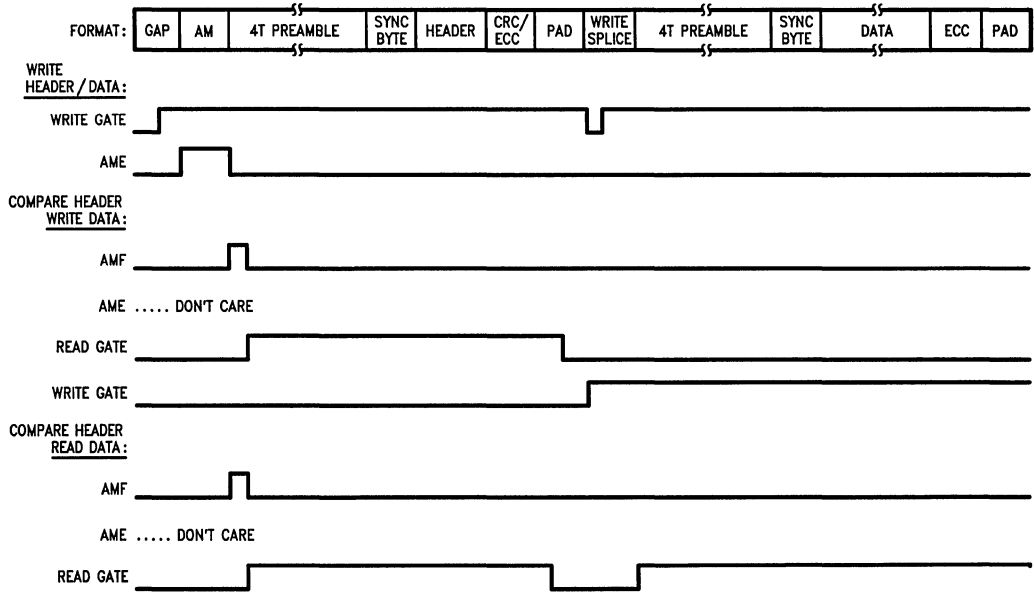 FORMAT: GAP AM 4T PREAMBLE SYNC BYTE HEADER CRC/ ECC PAD WRITE SPLICE 4T PREAMBLE SYNC BYTE DATA ECC PAD
WRITE
HEADER/DATA:
WRITE GATE
AME
COMPARE HEADER
WRITE DATA:
AMF
AME ..... DON'T CARE
READ GATE
WRITE GATE
COMPARE HEADER
READ DATA:
AMF
AME ..... DON'T CARE
READ GATE